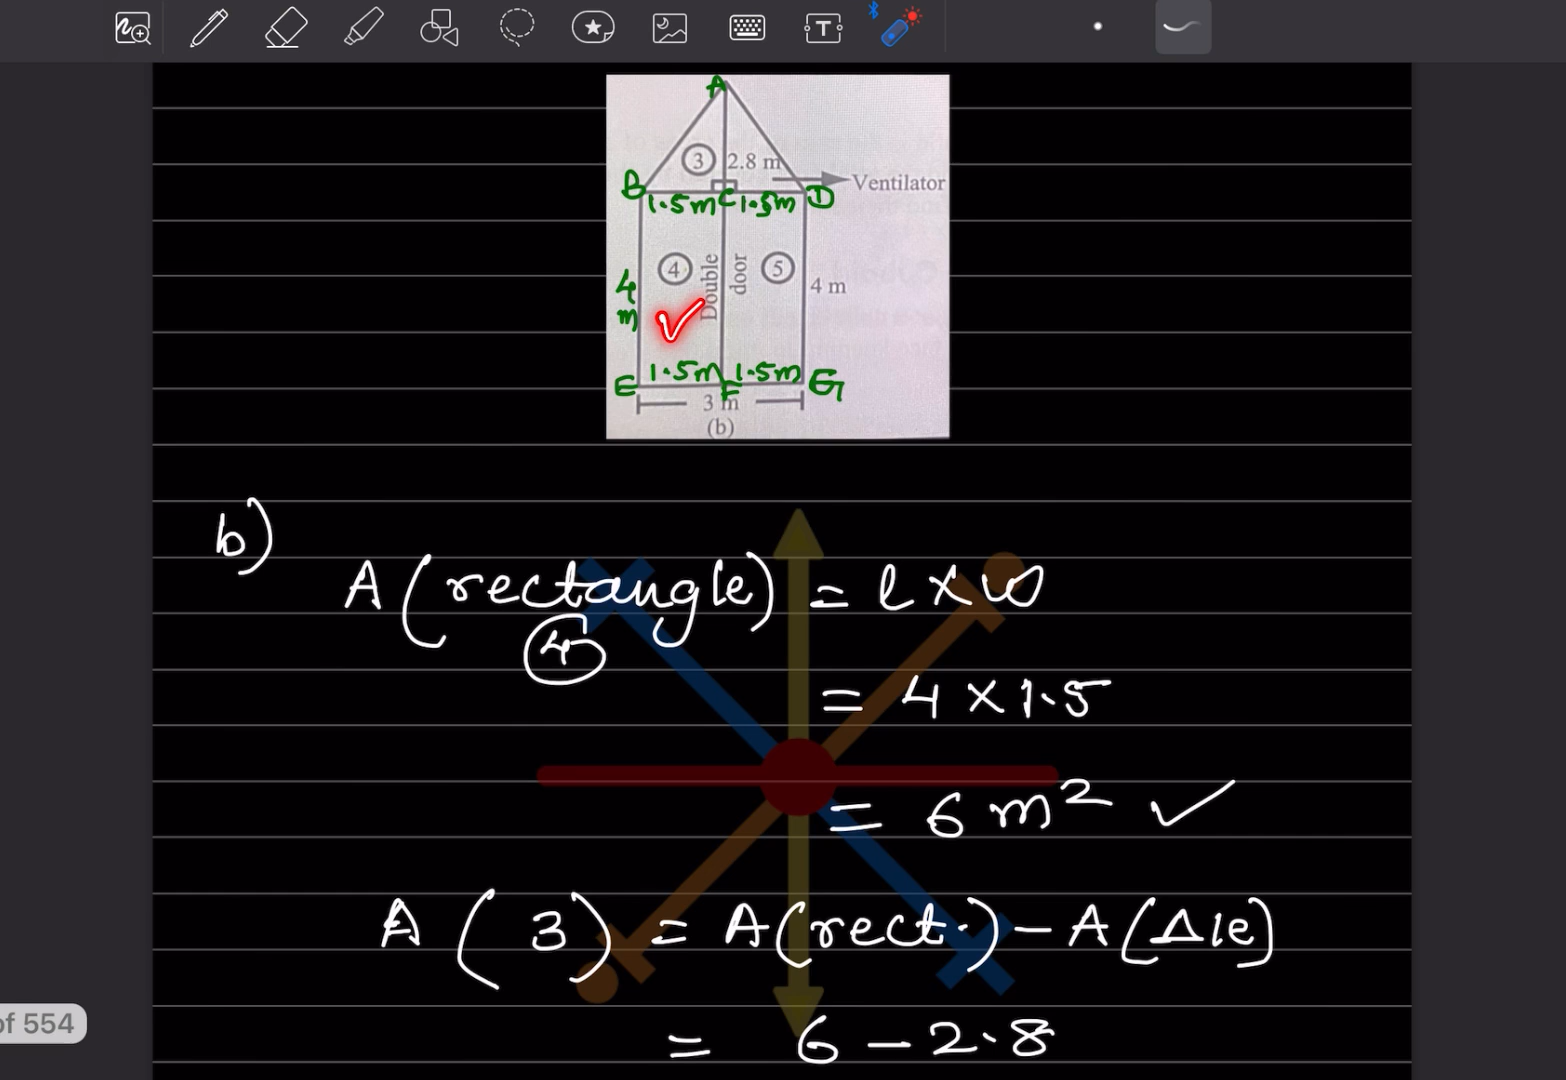 A
③ 2.8 m
B D Ventilator
1.5m C 1.5m
④ Double door ⑤
4 m 4 m
1.5m 1.5m
E F G
3 m
(b)
b)
A (rectangle) = l x w
④
= 4 x 1.5
= 6 m² ✓
A ( 3 ) = A(rect.) - A(Δle)
= 6 - 2.8
of 554